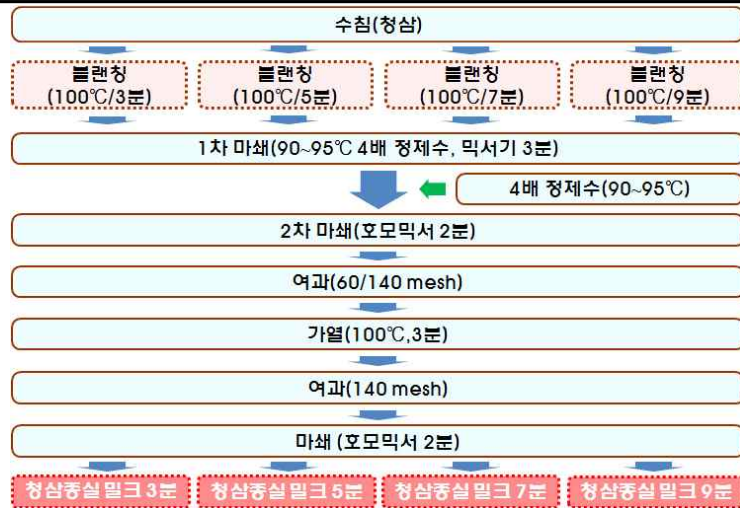 수침(청삼)
블랜칭
(100℃/3분)
블랜칭
(100℃/5분)
블랜칭
(100℃/7분)
블랜칭
(100℃/9분)
1차 마쇄(90~95℃ 4배 정제수, 믹서기 3분)
4배 정제수(90~95℃)
2차 마쇄(호모믹서 2분)
여과(60/140 mesh)
가열(100℃,3분)
여과(140 mesh)
마쇄 (호모믹서 2분)
청삼종실밀크 3분
청삼종실밀크 5분
청삼종실밀크 7분
청삼종실밀크 9분